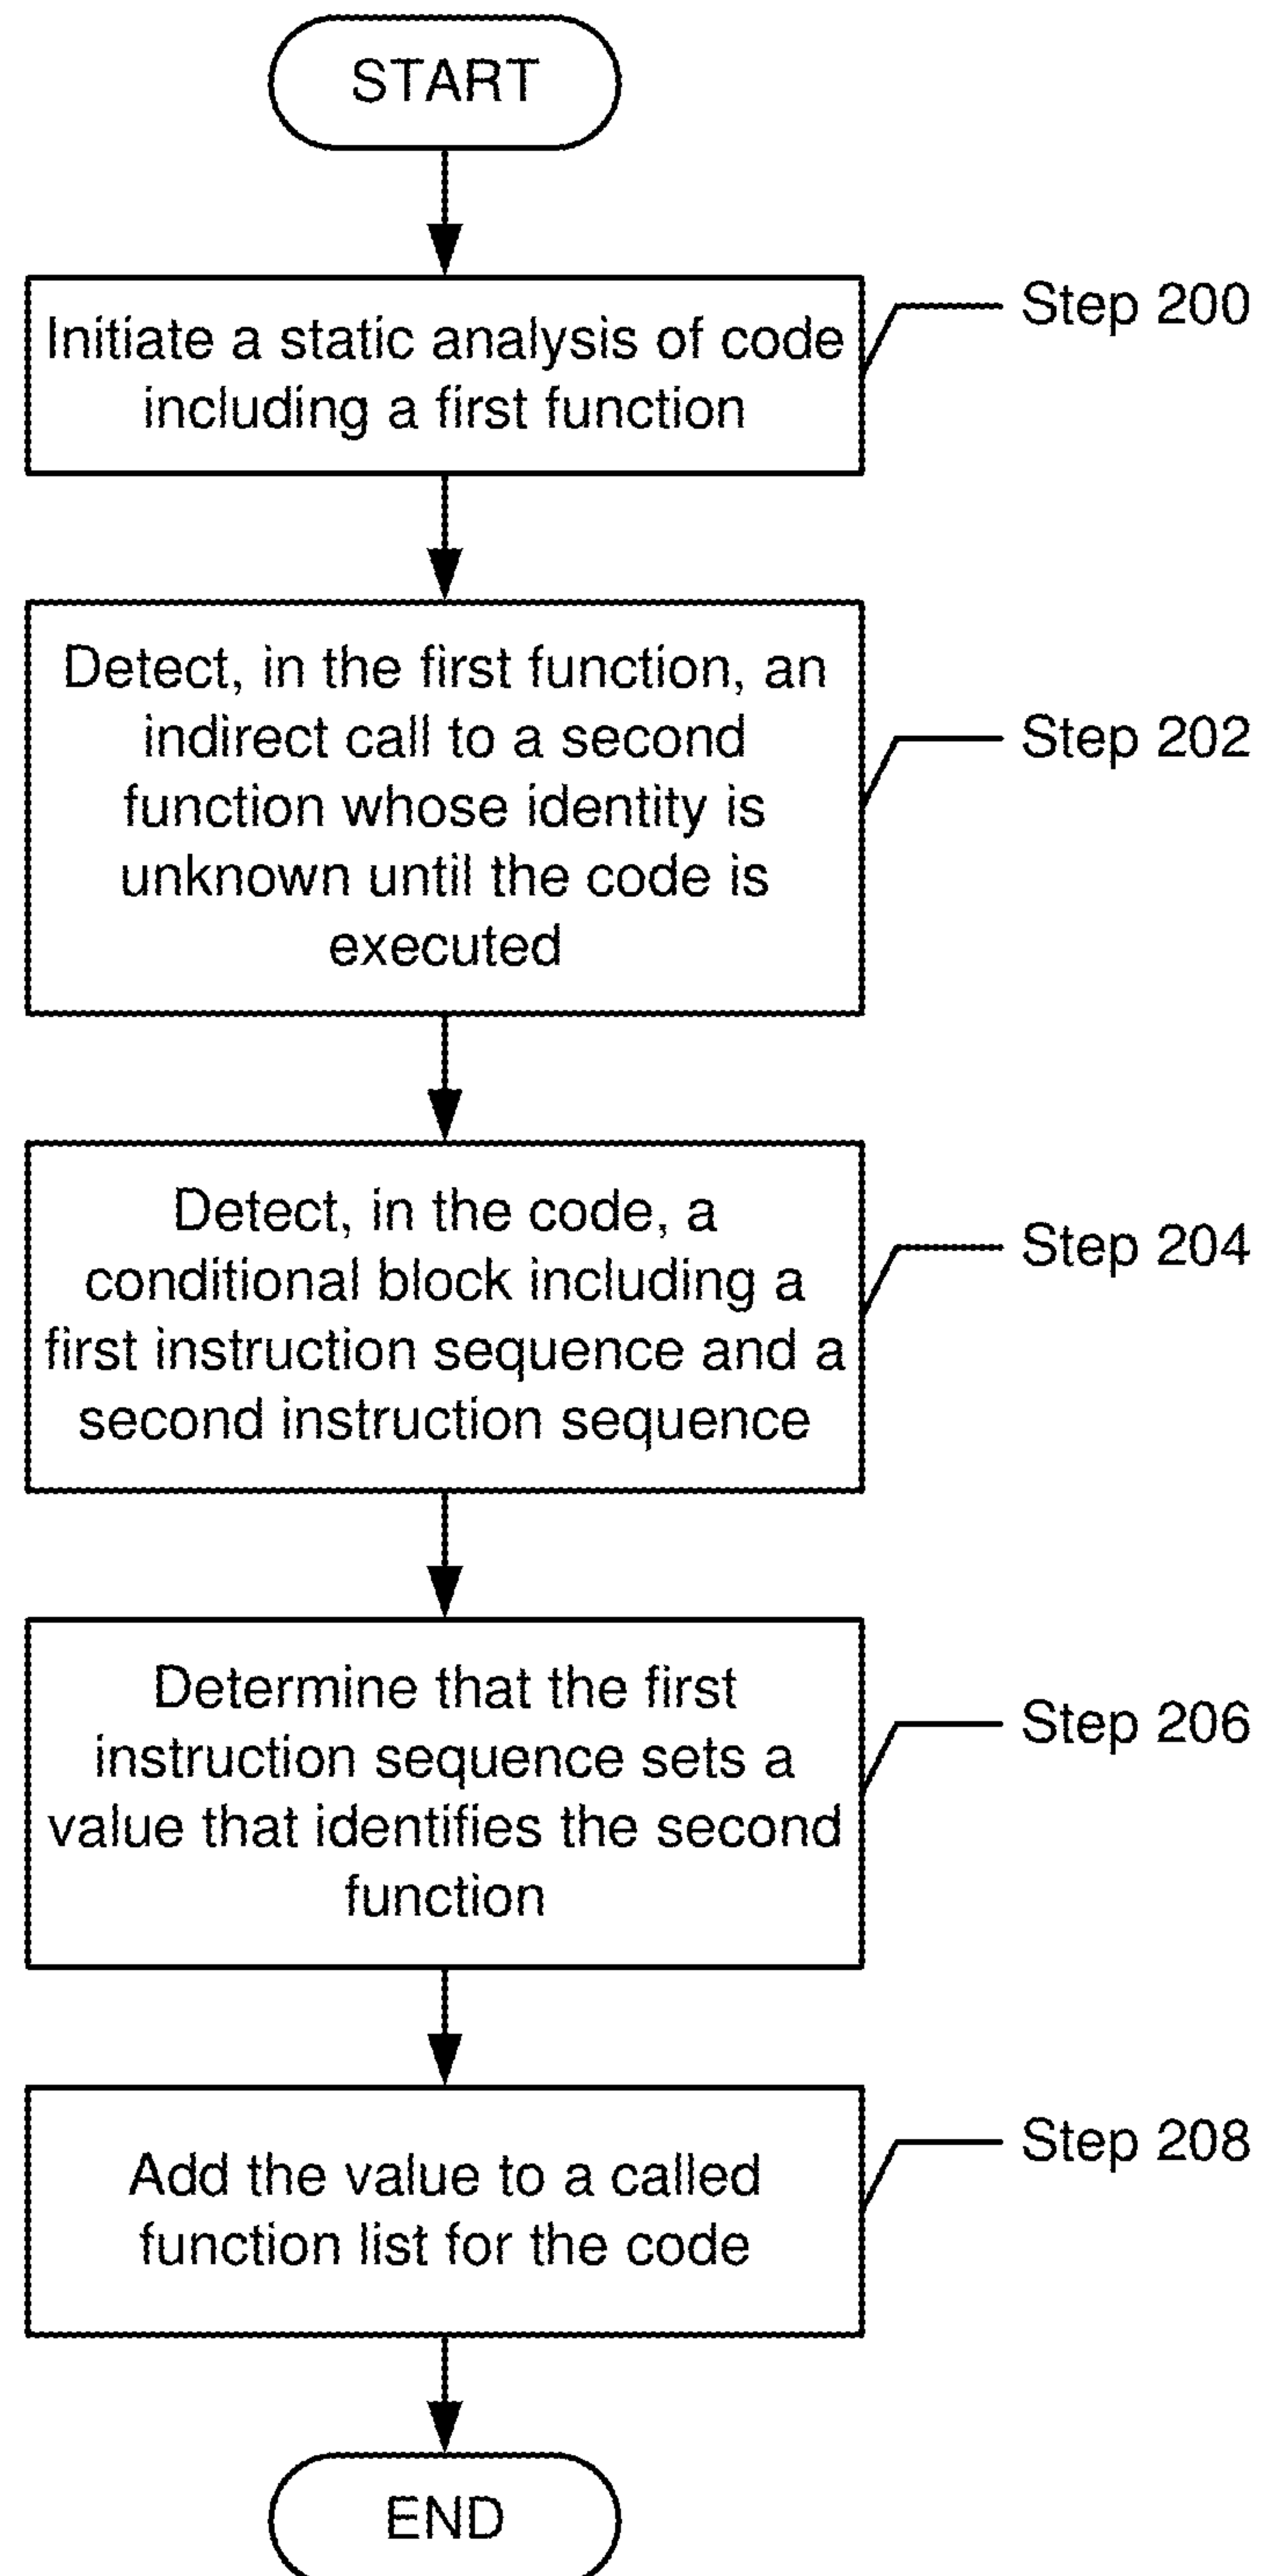 START
Initiate a static analysis of code
including a first function
Step 200
Detect, in the first function, an
indirect call to a second
function whose identity is
unknown until the code is
executed
Step 202
Detect, in the code, a
conditional block including a
first instruction sequence and a
second instruction sequence
Step 204
Determine that the first
instruction sequence sets a
value that identifies the second
function
Step 206
Add the value to a called
function list for the code
Step 208
END